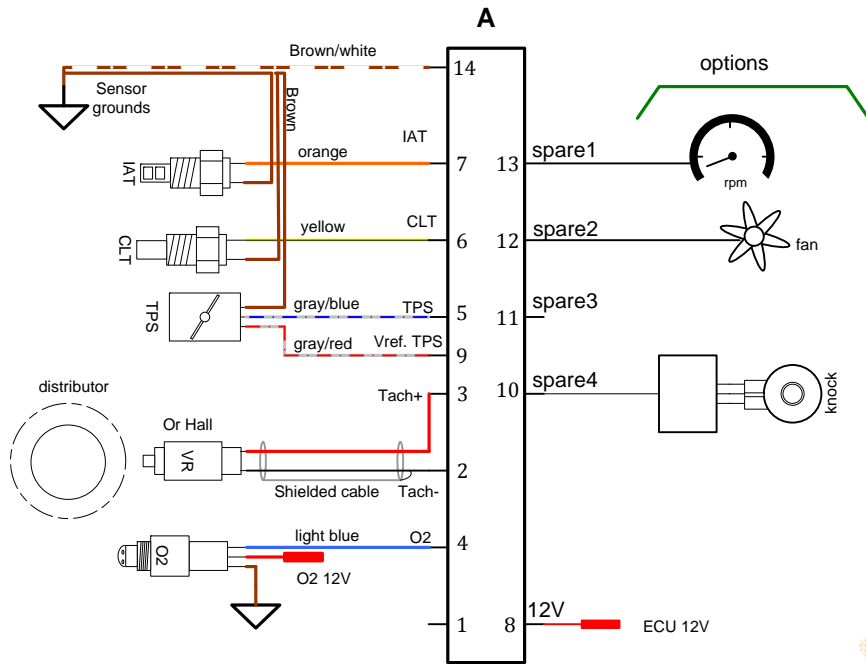 A
Brown/white
14
options
Sensor
grounds
Brown
IAT
IAT
orange
7
13
spare1
rpm
CLT
CLT
yellow
6
12
spare2
fan
TPS
gray/blue
TPS
5
11
spare3
gray/red
Vref. TPS
9
distributor
Tach+
3
10
spare4
knock
Or Hall
VR
2
Shielded cable
Tach-
O2
light blue
O2
4
O2 12V
1
8
12V
ECU 12V